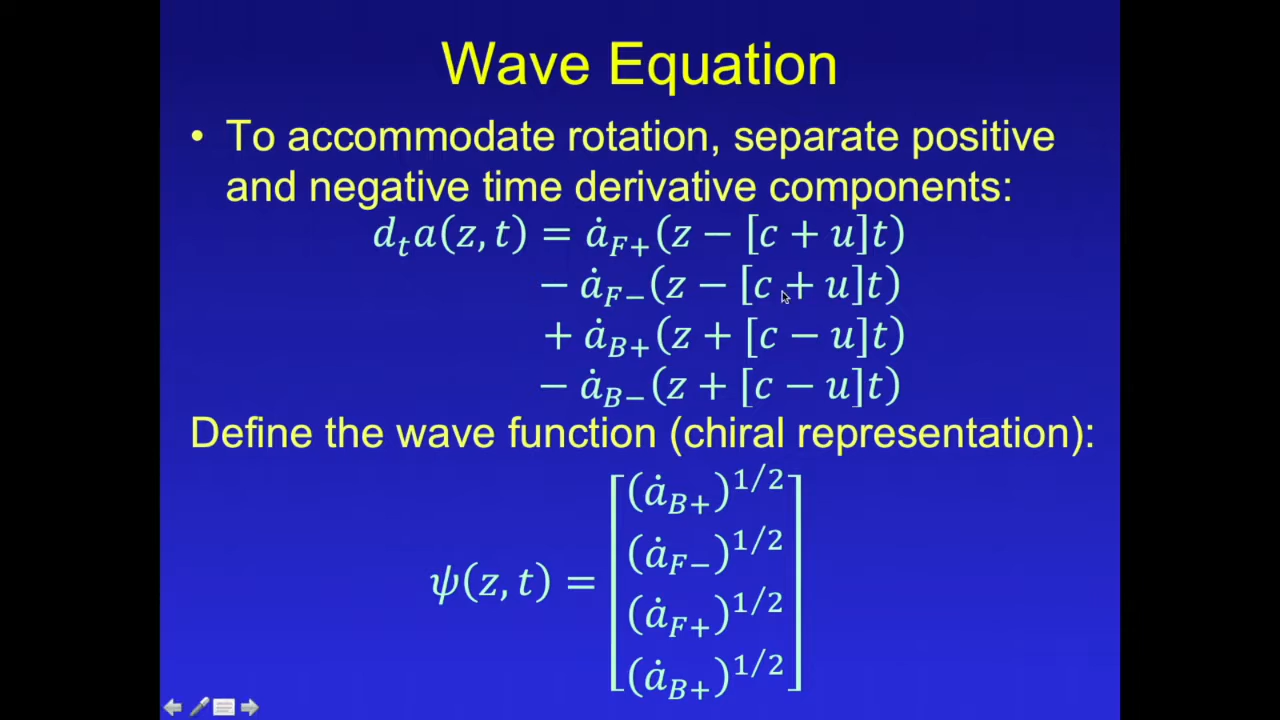 Wave Equation
• To accommodate rotation, separate positive
and negative time derivative components:
dₜa(z, t) = ȧ_{F+}(z − [c + u]t)
− ȧ_{F−}(z − [c + u]t)
+ ȧ_{B+}(z + [c − u]t)
− ȧ_{B−}(z + [c − u]t)
Define the wave function (chiral representation):
ψ(z, t) = [(ȧ_{B+})^{1/2}
(ȧ_{F−})^{1/2}
(ȧ_{F+})^{1/2}
(ȧ_{B+})^{1/2}]